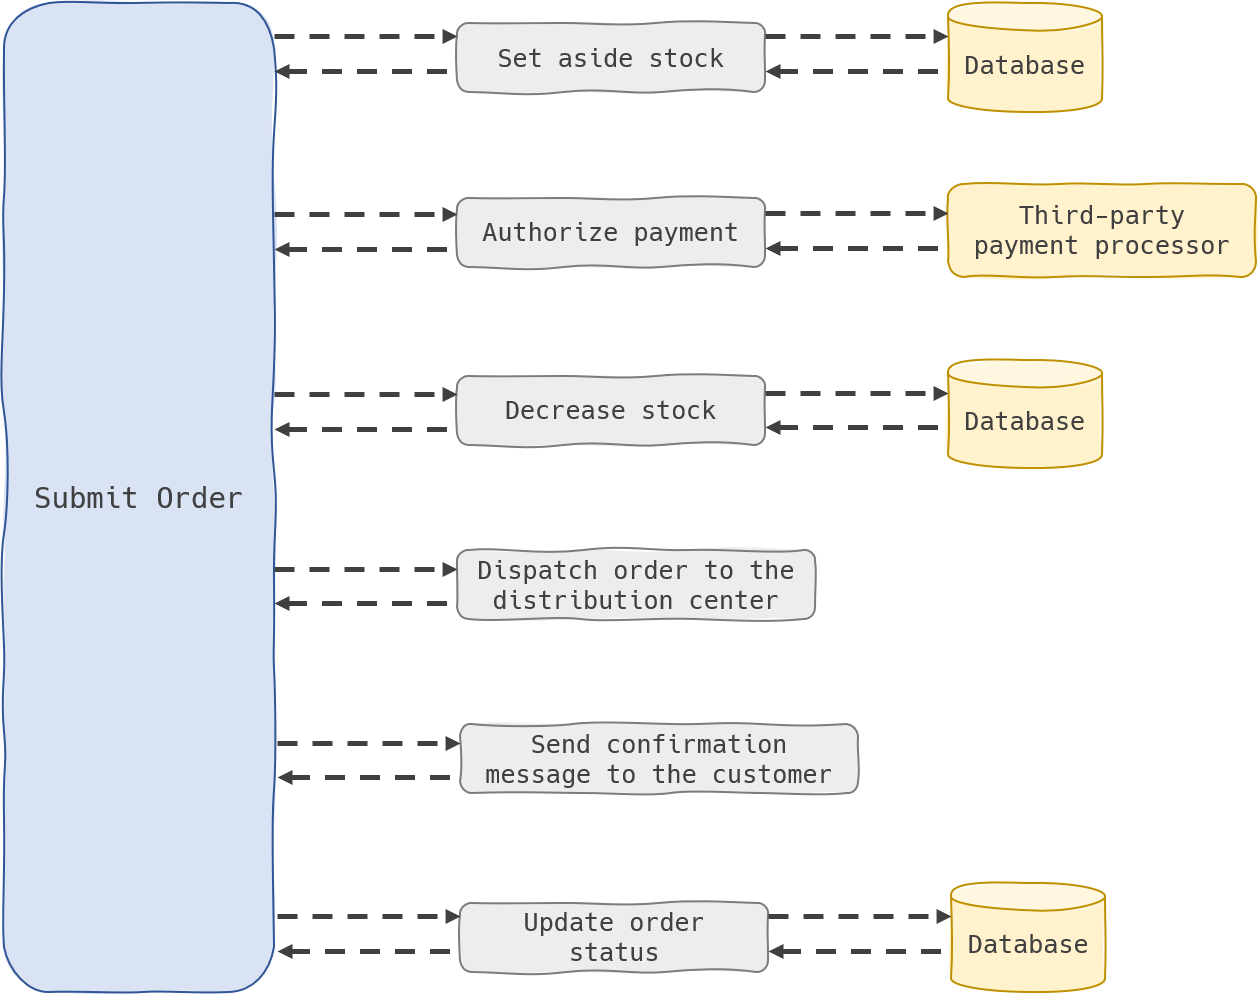 Set aside stock
Database
Authorize payment
Third-party
payment processor
Decrease stock
Database
Submit Order
Dispatch order to the
distribution center
Send confirmation
message to the customer
Update order
status
Database